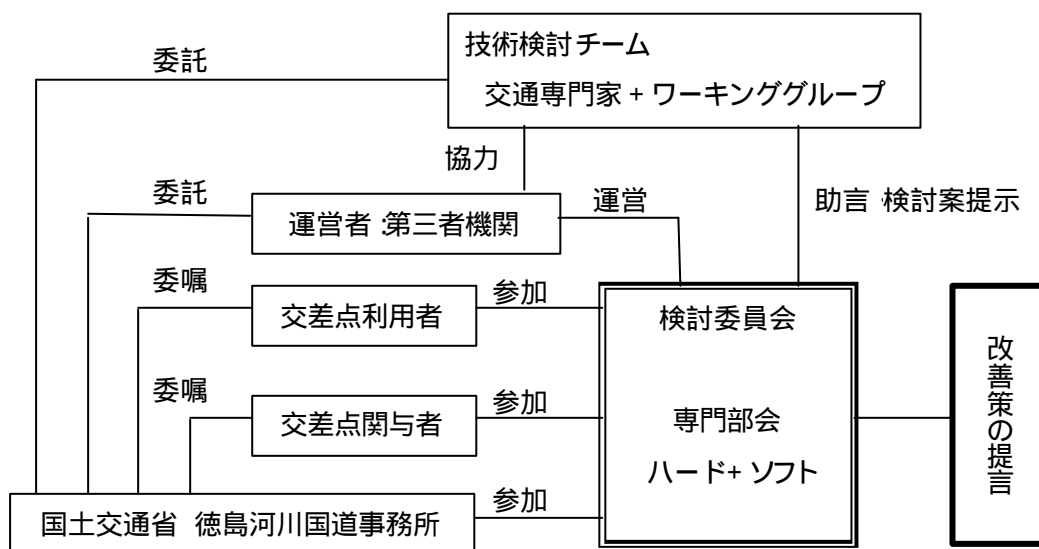 技術検討チーム
交通専門家+ワーキンググループ
委託
協力
委託
運営者:第三者機関
運営
助言・検討案提示
委嘱
交差点利用者
参加
検討委員会
委嘱
交差点関与者
参加
専門部会
ハード+ソフト
改善策の提言
国土交通省 徳島河川国道事務所
参加